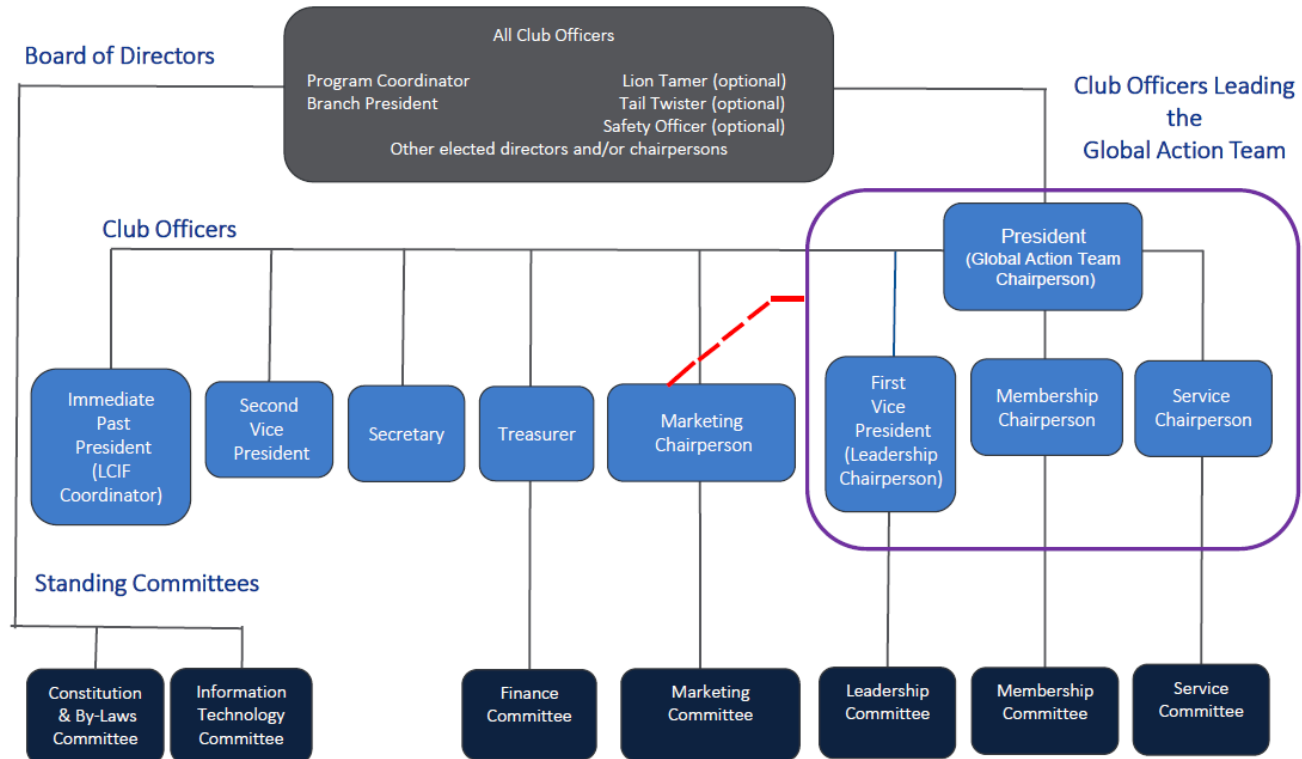 All Club Officers
Board of Directors
Program Coordinator
Lion Tamer (optional)
Branch President
Tail Twister (optional)
Safety Officer (optional)
Other elected directors and/or chairpersons
Club Officers Leading
the
Global Action Team
Club Officers
President
(Global Action Team
Chairperson)
Immediate
Past
President
(LCIF
Coordinator)
Second
Vice
President
Secretary
Treasurer
Marketing
Chairperson
First
Vice
President
(Leadership
Chairperson)
Membership
Chairperson
Service
Chairperson
Standing Committees
Constitution
& By-Laws
Committee
Information
Technology
Committee
Finance
Committee
Marketing
Committee
Leadership
Committee
Membership
Committee
Service
Committee